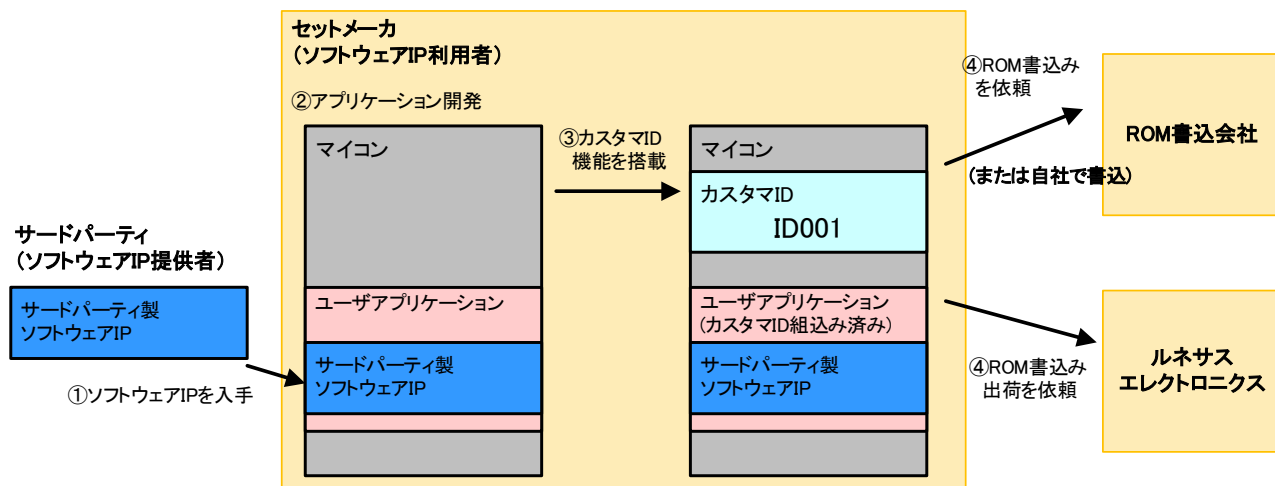 セットメーカ
（ソフトウェアIP利用者）
②アプリケーション開発
マイコン
③カスタマID
機能を搭載
マイコン
カスタマID
ID001
④ROM書込み
を依頼
ROM書込会社
(または自社で書込)
サードパーティ
（ソフトウェアIP提供者）
サードパーティ製
ソフトウェアIP
①ソフトウェアIPを入手
ユーザアプリケーション
サードパーティ製
ソフトウェアIP
ユーザアプリケーション
(カスタマID組込み済み)
サードパーティ製
ソフトウェアIP
④ROM書込み
出荷を依頼
ルネサス
エレクトロニクス